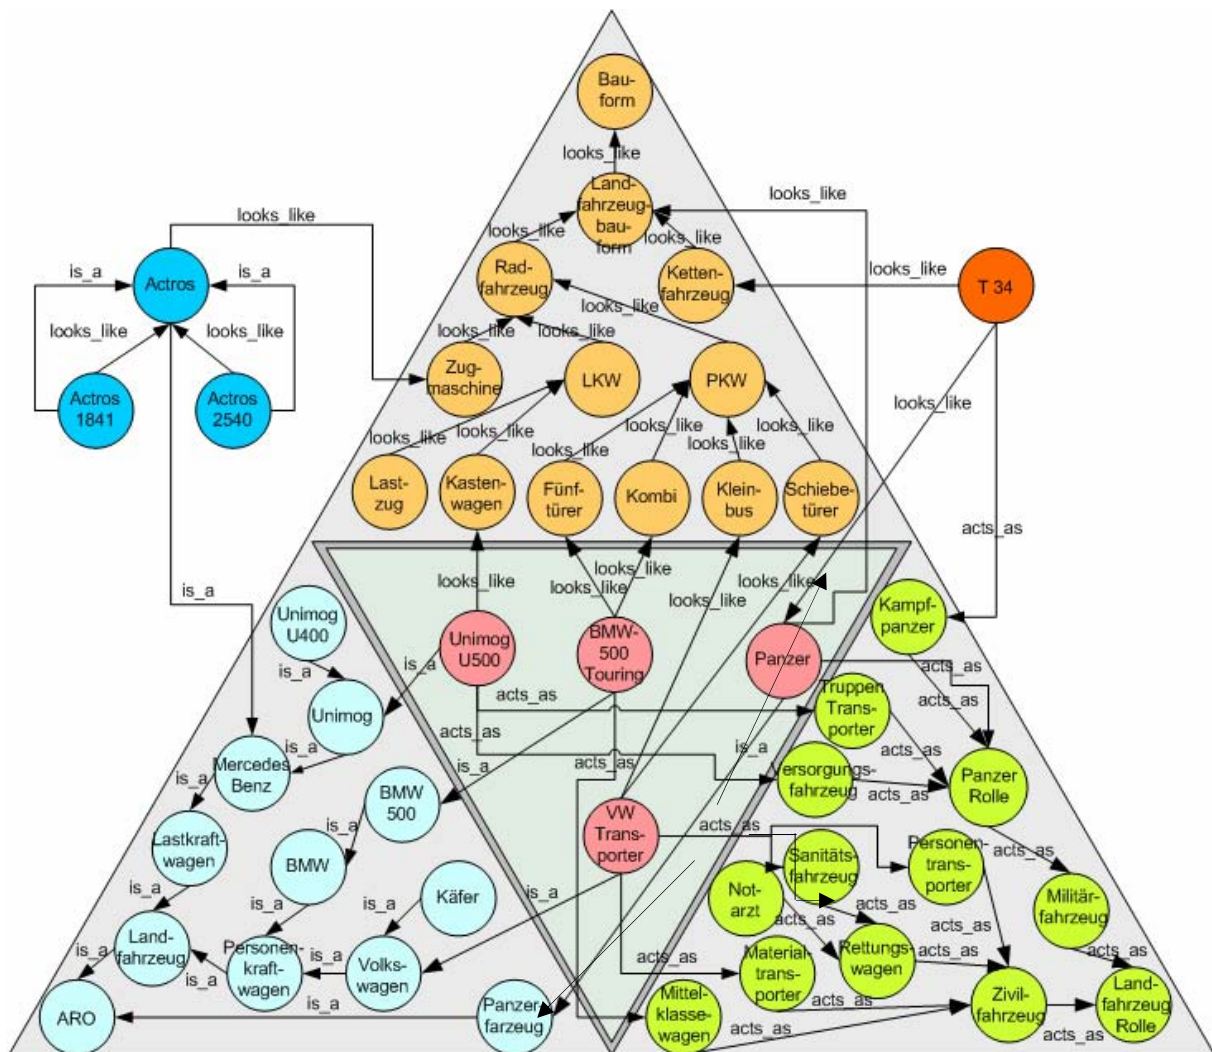 Bau-
form
looks_like
Land-
fahrzeug-
bau-
form
looks_like
looks_like
looks_like
looks_like
Rad-
fahrzeug
Ketten-
fahrzeug
looks_like
T 34
is_a
Actros
is_a
looks_like
looks_like
looks_like
looks_like
looks_like
Actros
1841
Actros
2540
Zug-
maschine
LKW
PKW
looks_like
looks_like
looks_like
looks_like
looks_like
looks_like
looks_like
Last-
zug
Kasten-
wagen
Fünf-
türer
Kombi
Klein-
bus
Schiebe-
türer
acts_as
is_a
looks_like
looks_like
looks_like
looks_like
looks_like
Unimog
U400
Unimog
U500
BMW-
500
Touring
Panzer
Kampf-
panzer
is_a
is_a
acts_as
acts_as
acts_as
Unimog
Truppen
Trans-
porter
is_a
acts_as
is_a
acts_as
Mercedes
Benz
is_a
is_a
acts_as
Versorgungs-
fahrzeug
acts_as
Panzer
Rolle
BMW
500
VW
Trans-
porter
acts_as
is_a
Lastkraft-
wagen
BMW
Sanitäts-
fahrzeug
Personen-
trans-
porter
acts_as
is_a
is_a
Käfer
is_a
is_a
Not-
arzt
acts_as
acts_as
acts_as
Militär-
fahrzeug
Land-
fahrzeug
is_a
Personen-
kraft-
wagen
is_a
Volks-
wagen
is_a
acts_as
Material-
trans-
porter
Rettungs-
wagen
acts_as
acts_as
ARO
is_a
Panzer-
farzeug
Mittel-
klasse-
wagen
acts_as
acts_as
Zivil-
fahrzeug
acts_as
Land-
fahrzeug
Rolle